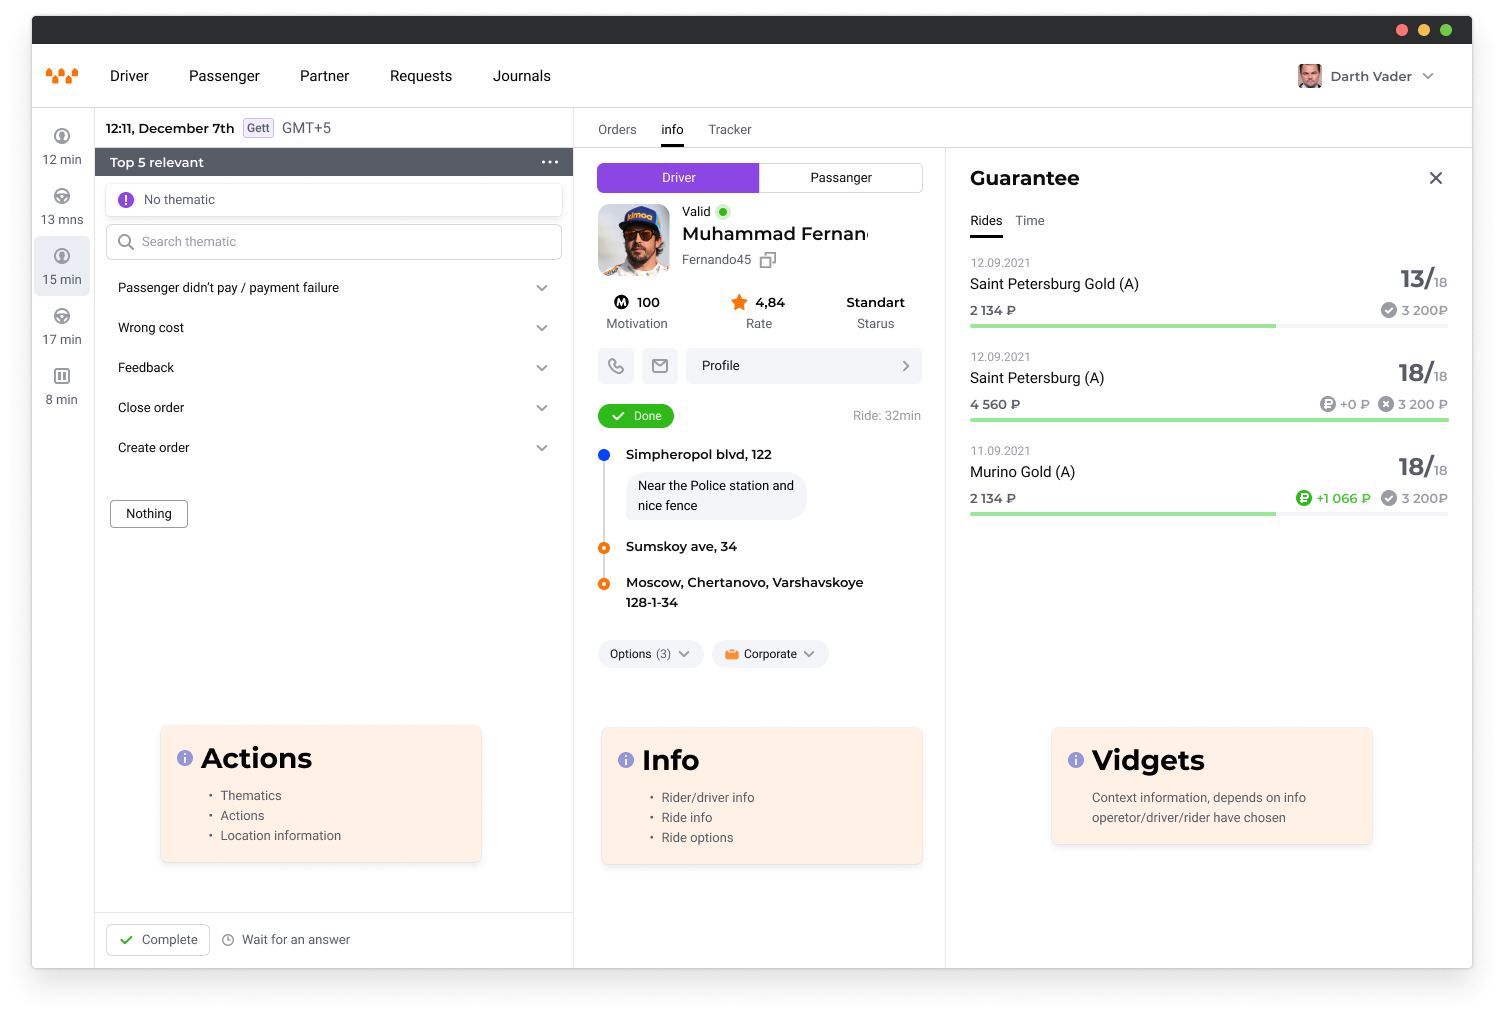 Driver
Passenger
Partner
Requests
Journals
Darth Vader
12 min
13 mns
15 min
17 min
8 min
12:11, December 7th
Gett
GMT+5
Top 5 relevant
No thematic
Search thematic
Passenger didn't pay / payment failure
Wrong cost
Feedback
Close order
Create order
Nothing
Actions
• Thematics
• Actions
• Location information
Complete
Wait for an answer
Orders
info
Tracker
Driver
Passanger
kimoa
Valid
Muhammad Fernan
Fernando45
M 100
Motivation
4,84
Rate
Standart
Starus
Profile
Done
Ride: 32min
Simpheropol blvd, 122
Near the Police station and
nice fence
Sumskoy ave, 34
Moscow, Chertanovo, Varshavskoye
128-1-34
Options (3)
Corporate
Info
• Rider/driver info
• Ride info
• Ride options
Guarantee
Rides
Time
12.09.2021
Saint Petersburg Gold (A)
13/18
2 134 ₽
3 200₽
12.09.2021
Saint Petersburg (A)
18/18
4 560 ₽
₽ +0 ₽
3 200 ₽
11.09.2021
Murino Gold (A)
18/18
2 134 ₽
₽ +1 066 ₽
3 200₽
Vidgets
Context information, depends on info
operetor/driver/rider have chosen